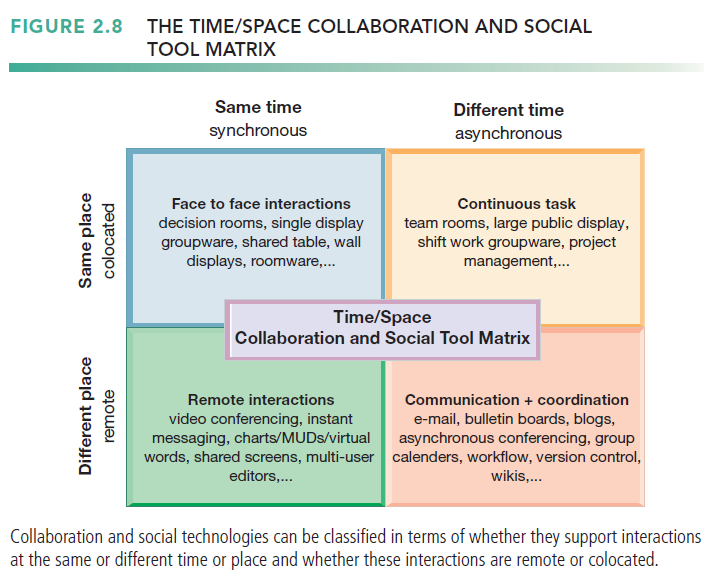 FIGURE 2.8 THE TIME/SPACE COLLABORATION AND SOCIAL
TOOL MATRIX
Same time
synchronous
Different time
asynchronous
Same place
colocated
Face to face interactions
decision rooms, single display
groupware, shared table, wall
displays, roomware,...
Continuous task
team rooms, large public display,
shift work groupware, project
management,...
Time/Space
Collaboration and Social Tool Matrix
Different place
remote
Remote interactions
video conferencing, instant
messaging, charts/MUDs/virtual
words, shared screens, multi-user
editors,...
Communication + coordination
e-mail, bulletin boards, blogs,
asynchronous conferencing, group
calenders, workflow, version control,
wikis,...
Collaboration and social technologies can be classified in terms of whether they support interactions
at the same or different time or place and whether these interactions are remote or colocated.